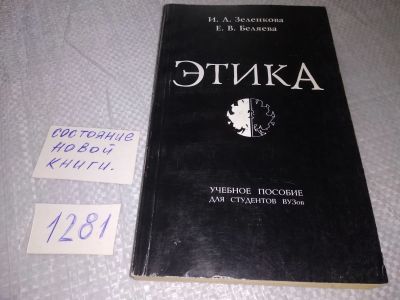 И. Л. Зеленкова
Е. В. Беляева
ЭТИКА
УЧЕБНОЕ ПОСОБИЕ
ДЛЯ СТУДЕНТОВ ВУЗов
состояние
новой
книги.
1281